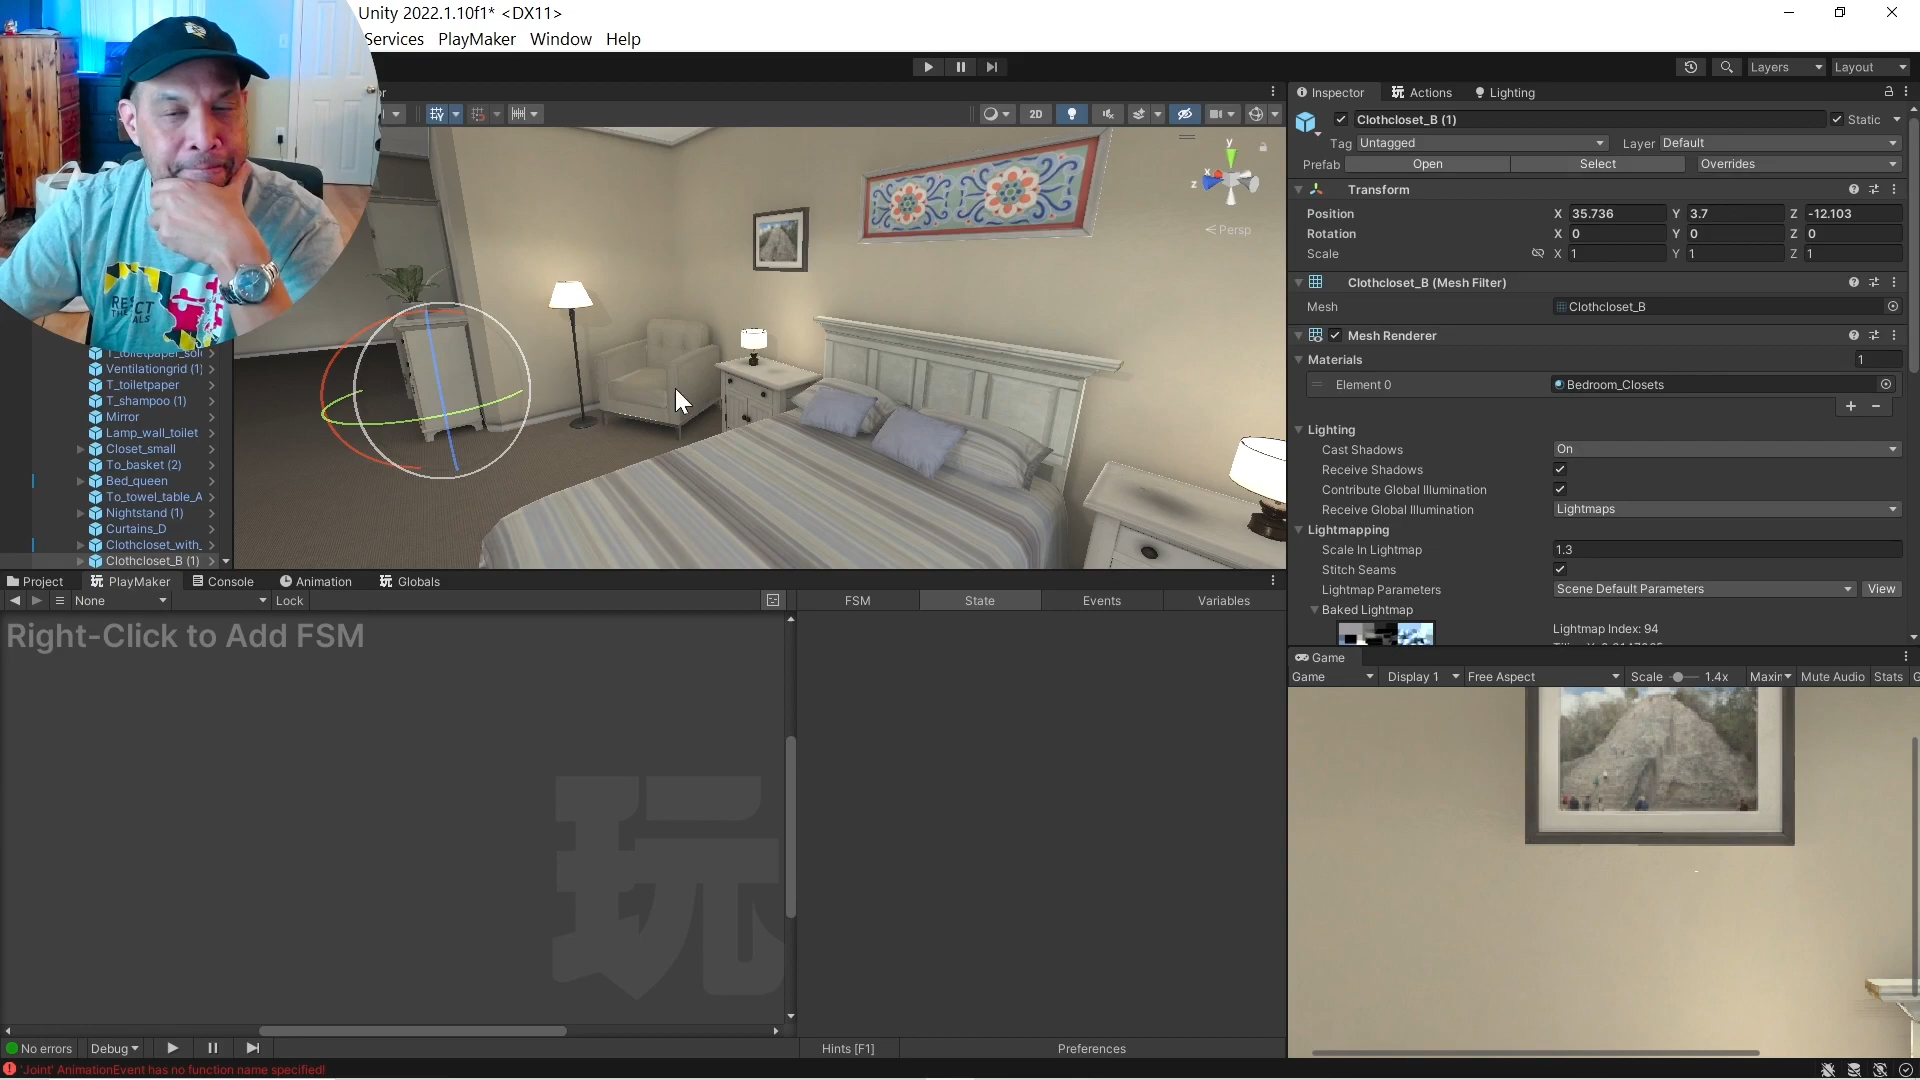 Unity 2022.1.10f1* <DX11>
Services PlayMaker Window Help
Layers Layout
2D
y
x
z
Persp
RESPECT
THE
T_toiletpaper_sol
Ventilationgrid (1)
T_toiletpaper
T_shampoo (1)
Mirror
Lamp_wall_toilet
Closet_small
To_basket (2)
Bed_queen
To_towel_table_A
Nightstand (1)
Curtains_D
Clothcloset_with_
Clothcloset_B (1)
Inspector Actions Lighting
Clothcloset_B (1) Static
Tag Untagged Layer Default
Prefab Open Select Overrides
Transform
Position X 35.736 Y 3.7 Z -12.103
Rotation X 0 Y 0 Z 0
Scale X 1 Y 1 Z 1
Clothcloset_B (Mesh Filter)
Mesh Clothcloset_B
Mesh Renderer
Materials 1
Element 0 Bedroom_Closets
Lighting
Cast Shadows On
Receive Shadows
Contribute Global Illumination
Receive Global Illumination Lightmaps
Lightmapping
Scale In Lightmap 1.3
Stitch Seams
Lightmap Parameters Scene Default Parameters View
Baked Lightmap
Lightmap Index: 94
Project PlayMaker Console Animation Globals
None Lock
FSM State Events Variables
Right-Click to Add FSM
玩
Game
Game Display 1 Free Aspect Scale 1.4x Maxin Mute Audio Stats G
No errors Debug
Hints [F1] Preferences
'Joint' AnimationEvent has no function name specified!